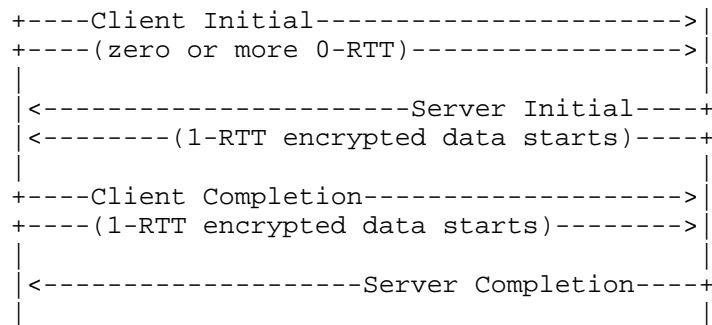 +----Client Initial----------------------->|
+----(zero or more 0-RTT)----------------->|
|                                          |
|<-----------------------Server Initial----+
|<--------(1-RTT encrypted data starts)----+
|                                          |
+----Client Completion-------------------->|
+----(1-RTT encrypted data starts)-------->|
|                                          |
|<--------------------Server Completion----+
|                                          |